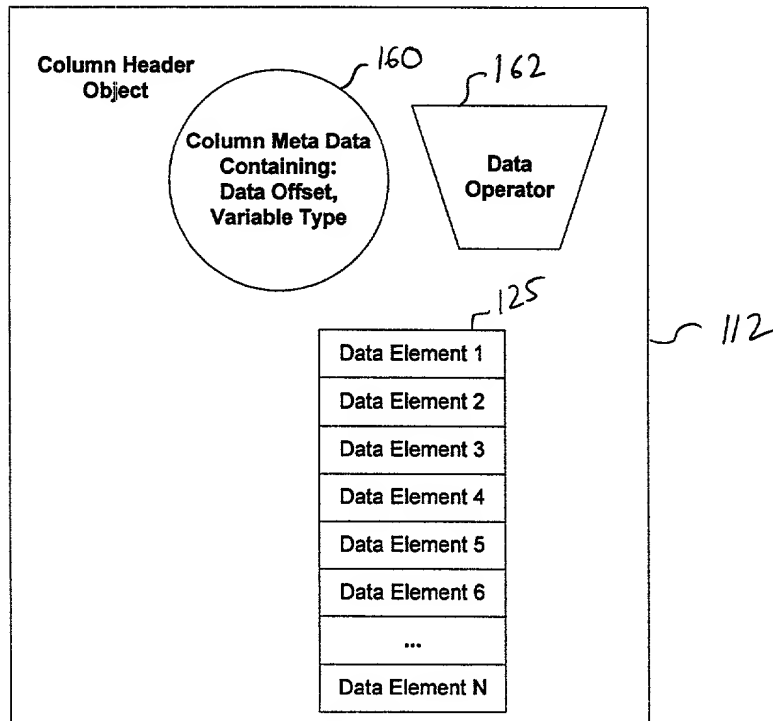 Column Header
Object
160
162
Column Meta Data
Containing:
Data Offset,
Variable Type
Data
Operator
125
112
Data Element 1
Data Element 2
Data Element 3
Data Element 4
Data Element 5
Data Element 6
...
Data Element N